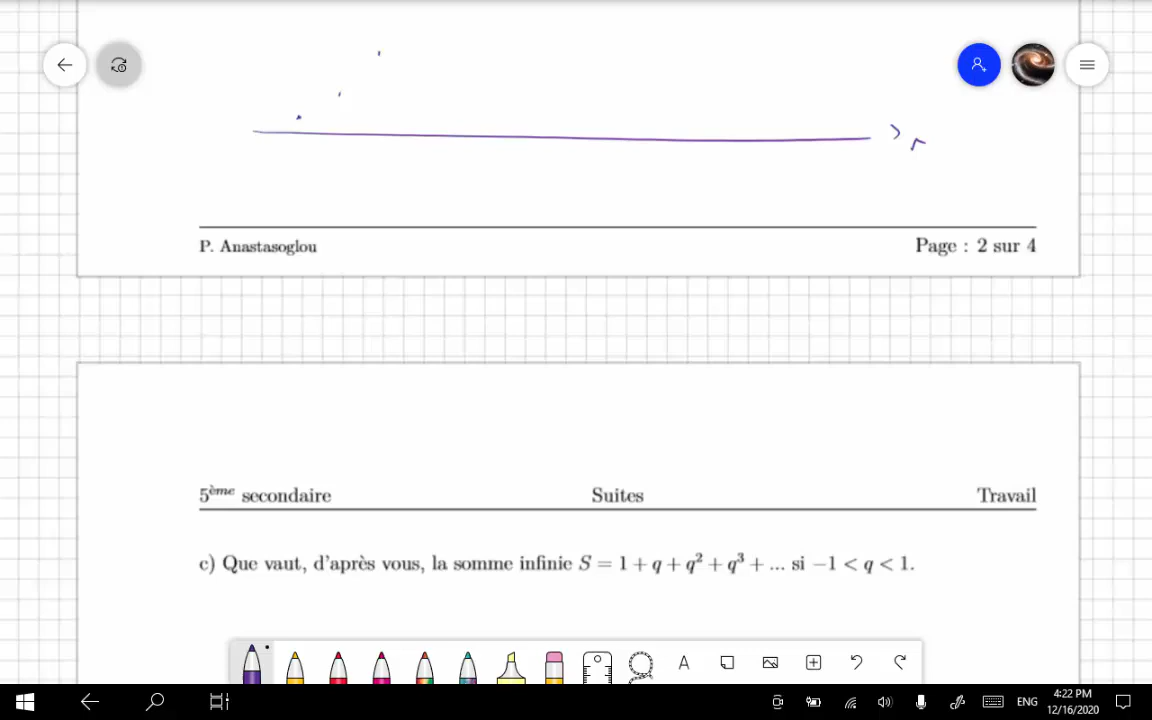 P. Anastasoglou Page : 2 sur 4
5ème secondaire Suites Travail
c) Que vaut, d'après vous, la somme infinie S = 1 + q + q² + q³ + ... si −1 < q < 1.
A
ENG
4:22 PM
12/16/2020